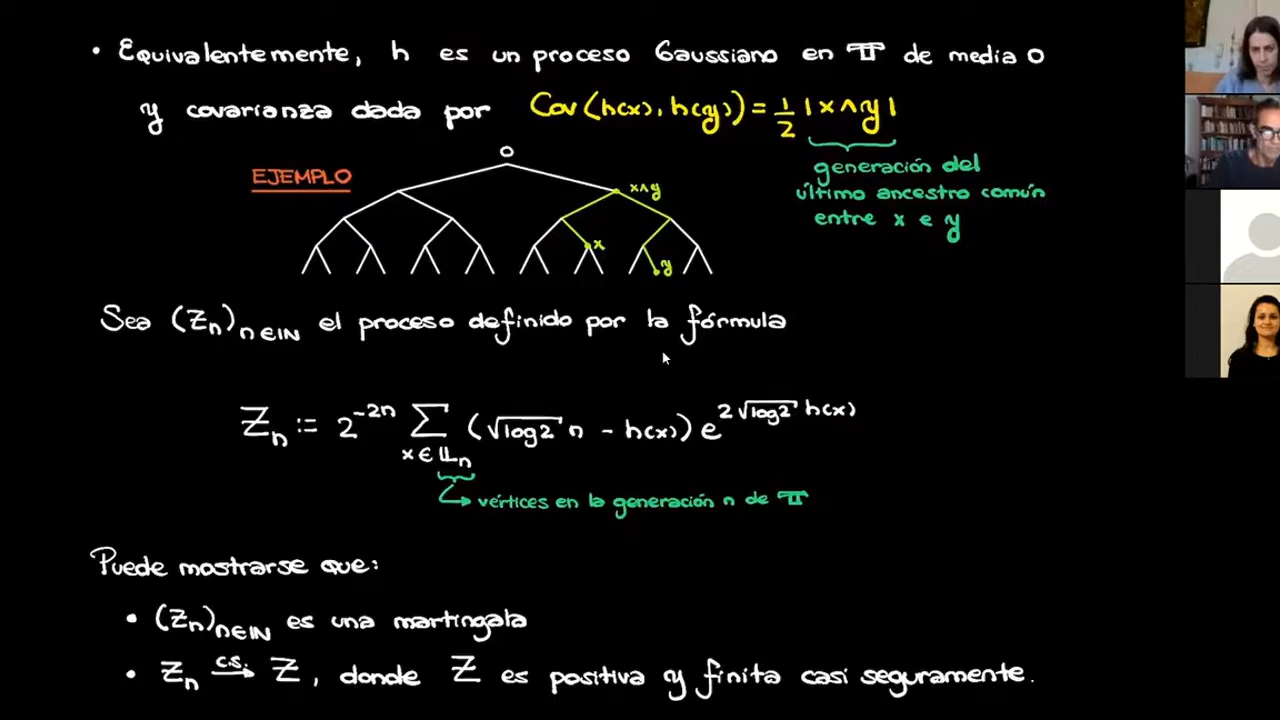 • Equivalentemente, h es un proceso Gaussiano en 𝕋 de media 0
y covarianza dada por Cov(h(x), h(y)) = 1/2 |x∧y|
generación del
último ancestro común
entre x e y
EJEMPLO
0
x∧y
x
y
Sea (Zₙ)ₙ∈ℕ el proceso definido por la fórmula
Zₙ := 2^{-2n} ∑_{x∈𝕃ₙ} (√log2 n - h(x)) e^{2√log2 h(x)}
↳ vértices en la generación n de 𝕋
Puede mostrarse que:
• (Zₙ)ₙ∈ℕ es una martingala
• Zₙ →^{c.s.} Z, donde Z es positiva y finita casi seguramente.